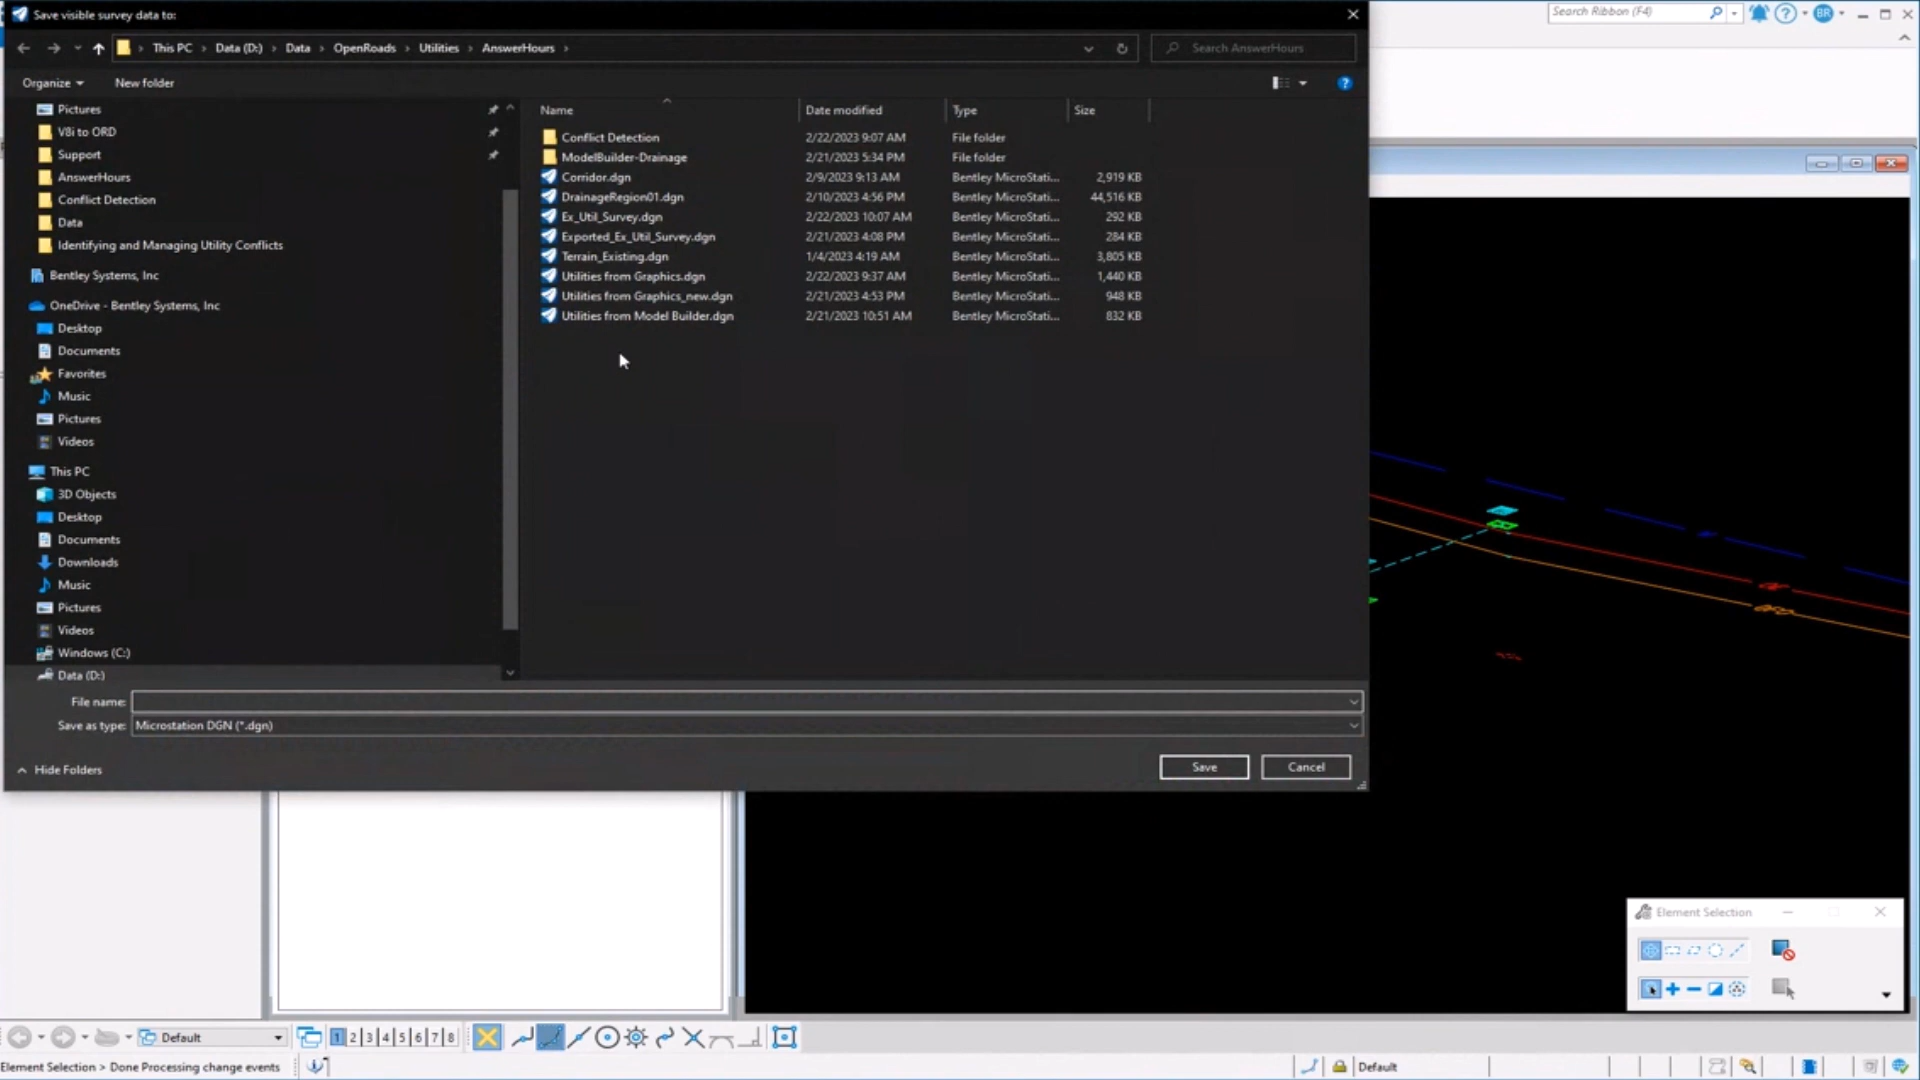 Save visible survey data to:
Search Ribbon (F4)
BR
This PC > Data (D:) > Data > OpenRoads > Utilities > AnswerHours >
Search AnswerHours
Organize
New folder
Pictures
V8i to ORD
Support
AnswerHours
Conflict Detection
Data
Identifying and Managing Utility Conflicts
Bentley Systems, Inc
OneDrive - Bentley Systems, Inc
Desktop
Documents
Favorites
Music
Pictures
Videos
This PC
3D Objects
Desktop
Documents
Downloads
Music
Pictures
Videos
Windows (C:)
Data (D:)
Name Date modified Type Size
Conflict Detection 2/22/2023 9:07 AM File folder
ModelBuilder-Drainage 2/21/2023 5:34 PM File folder
Corridor.dgn 2/9/2023 9:13 AM Bentley MicroStati... 2,919 KB
DrainageRegion01.dgn 2/10/2023 4:56 PM Bentley MicroStati... 44,516 KB
Ex_Util_Survey.dgn 2/22/2023 10:07 AM Bentley MicroStati... 292 KB
Exported_Ex_Util_Survey.dgn 2/21/2023 4:08 PM Bentley MicroStati... 284 KB
Terrain_Existing.dgn 1/4/2023 4:19 AM Bentley MicroStati... 3,805 KB
Utilities from Graphics.dgn 2/22/2023 9:37 AM Bentley MicroStati... 1,440 KB
Utilities from Graphics_new.dgn 2/21/2023 4:53 PM Bentley MicroStati... 948 KB
Utilities from Model Builder.dgn 2/21/2023 10:51 AM Bentley MicroStati... 832 KB
File name:
Save as type: Microstation DGN (*.dgn)
Hide Folders
Save
Cancel
Element Selection
Default
1 2 3 4 5 6 7 8
Element Selection > Done Processing change events
Default